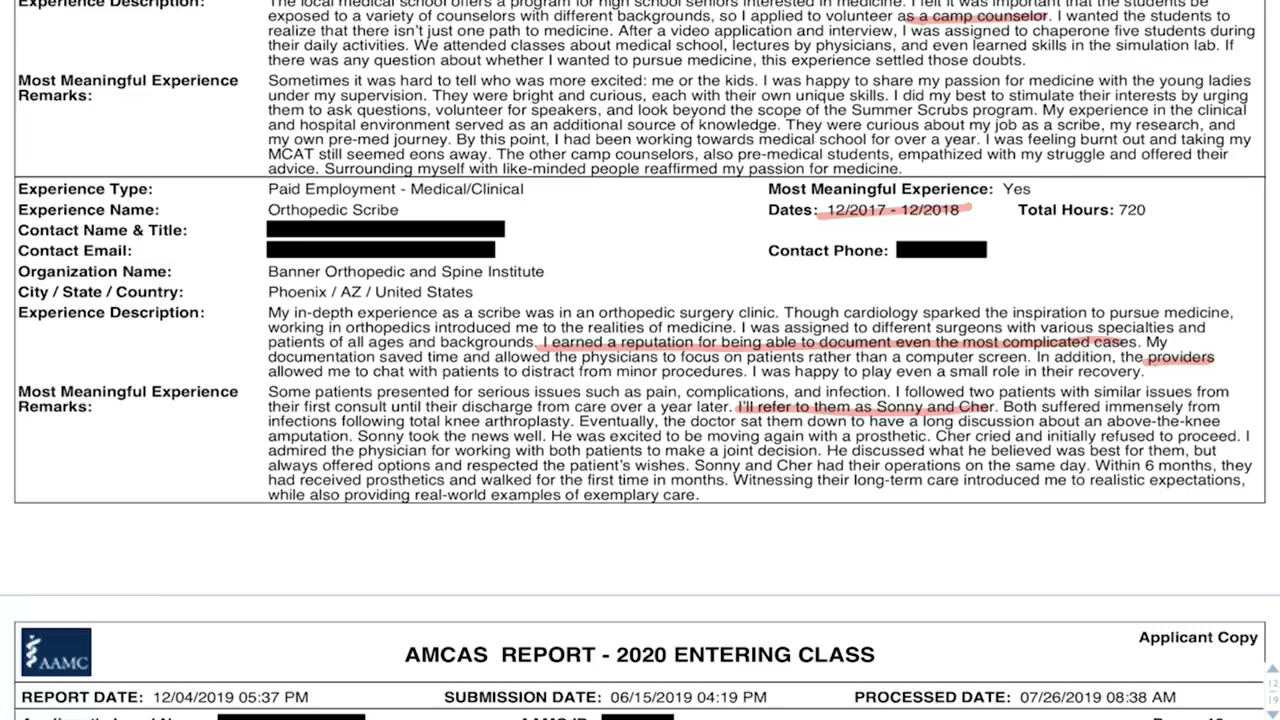 Experience Description: The local medical school offers a program for high school seniors interested in medicine. I felt it was important that the students be
exposed to a variety of counselors with different backgrounds, so I applied to volunteer as a camp counselor. I wanted the students to
realize that there isn't just one path to medicine. After a video application and interview, I was assigned to chaperone five students during
their daily activities. We attended classes about medical school, lectures by physicians, and even learned skills in the simulation lab. If
there was any question about whether I wanted to pursue medicine, this experience settled those doubts.
Most Meaningful Experience Remarks: Sometimes it was hard to tell who was more excited: me or the kids. I was happy to share my passion for medicine with the young ladies
under my supervision. They were bright and curious, each with their own unique skills. I did my best to stimulate their interests by urging
them to ask questions, volunteer for speakers, and look beyond the scope of the Summer Scrubs program. My experience in the clinical
and hospital environment served as an additional source of knowledge. They were curious about my job as a scribe, my research, and
my own pre-med journey. By this point, I had been working towards medical school for over a year. I was feeling burnt out and taking my
MCAT still seemed eons away. The other camp counselors, also pre-medical students, empathized with my struggle and offered their
advice. Surrounding myself with like-minded people reaffirmed my passion for medicine.
Experience Type: Paid Employment - Medical/Clinical Most Meaningful Experience: Yes
Experience Name: Orthopedic Scribe Dates: 12/2017 - 12/2018 Total Hours: 720
Contact Name & Title:
Contact Email: Contact Phone:
Organization Name: Banner Orthopedic and Spine Institute
City / State / Country: Phoenix / AZ / United States
Experience Description: My in-depth experience as a scribe was in an orthopedic surgery clinic. Though cardiology sparked the inspiration to pursue medicine,
working in orthopedics introduced me to the realities of medicine. I was assigned to different surgeons with various specialties and
patients of all ages and backgrounds. I earned a reputation for being able to document even the most complicated cases. My
documentation saved time and allowed the physicians to focus on patients rather than a computer screen. In addition, the providers
allowed me to chat with patients to distract from minor procedures. I was happy to play even a small role in their recovery.
Most Meaningful Experience Remarks: Some patients presented for serious issues such as pain, complications, and infection. I followed two patients with similar issues from
their first consult until their discharge from care over a year later. I'll refer to them as Sonny and Cher. Both suffered immensely from
infections following total knee arthroplasty. Eventually, the doctor sat them down to have a long discussion about an above-the-knee
amputation. Sonny took the news well. He was excited to be moving again with a prosthetic. Cher cried and initially refused to proceed. I
admired the physician for working with both patients to make a joint decision. He discussed what he believed was best for them, but
always offered options and respected the patient's wishes. Sonny and Cher had their operations on the same day. Within 6 months, they
had received prosthetics and walked for the first time in months. Witnessing their long-term care introduced me to realistic expectations,
while also providing real-world examples of exemplary care.
Applicant Copy
AAMC
AMCAS REPORT - 2020 ENTERING CLASS
REPORT DATE: 12/04/2019 05:37 PM SUBMISSION DATE: 06/15/2019 04:19 PM PROCESSED DATE: 07/26/2019 08:38 AM
12
19